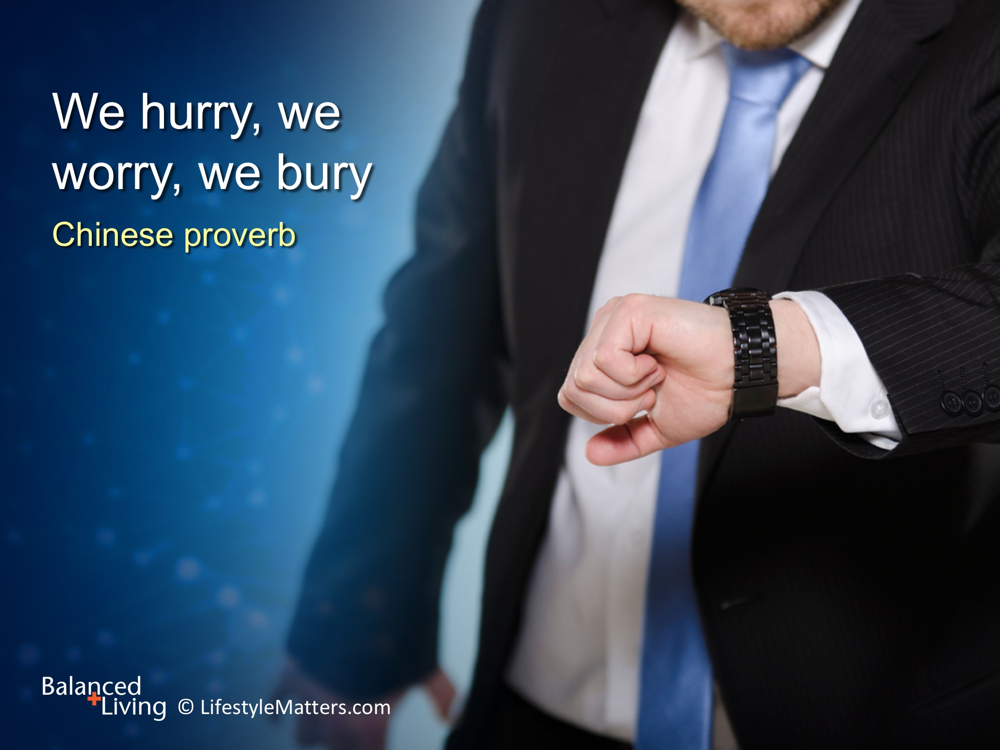 We hurry, we
worry, we bury
Chinese proverb
Balanced
Living © LifestyleMatters.com